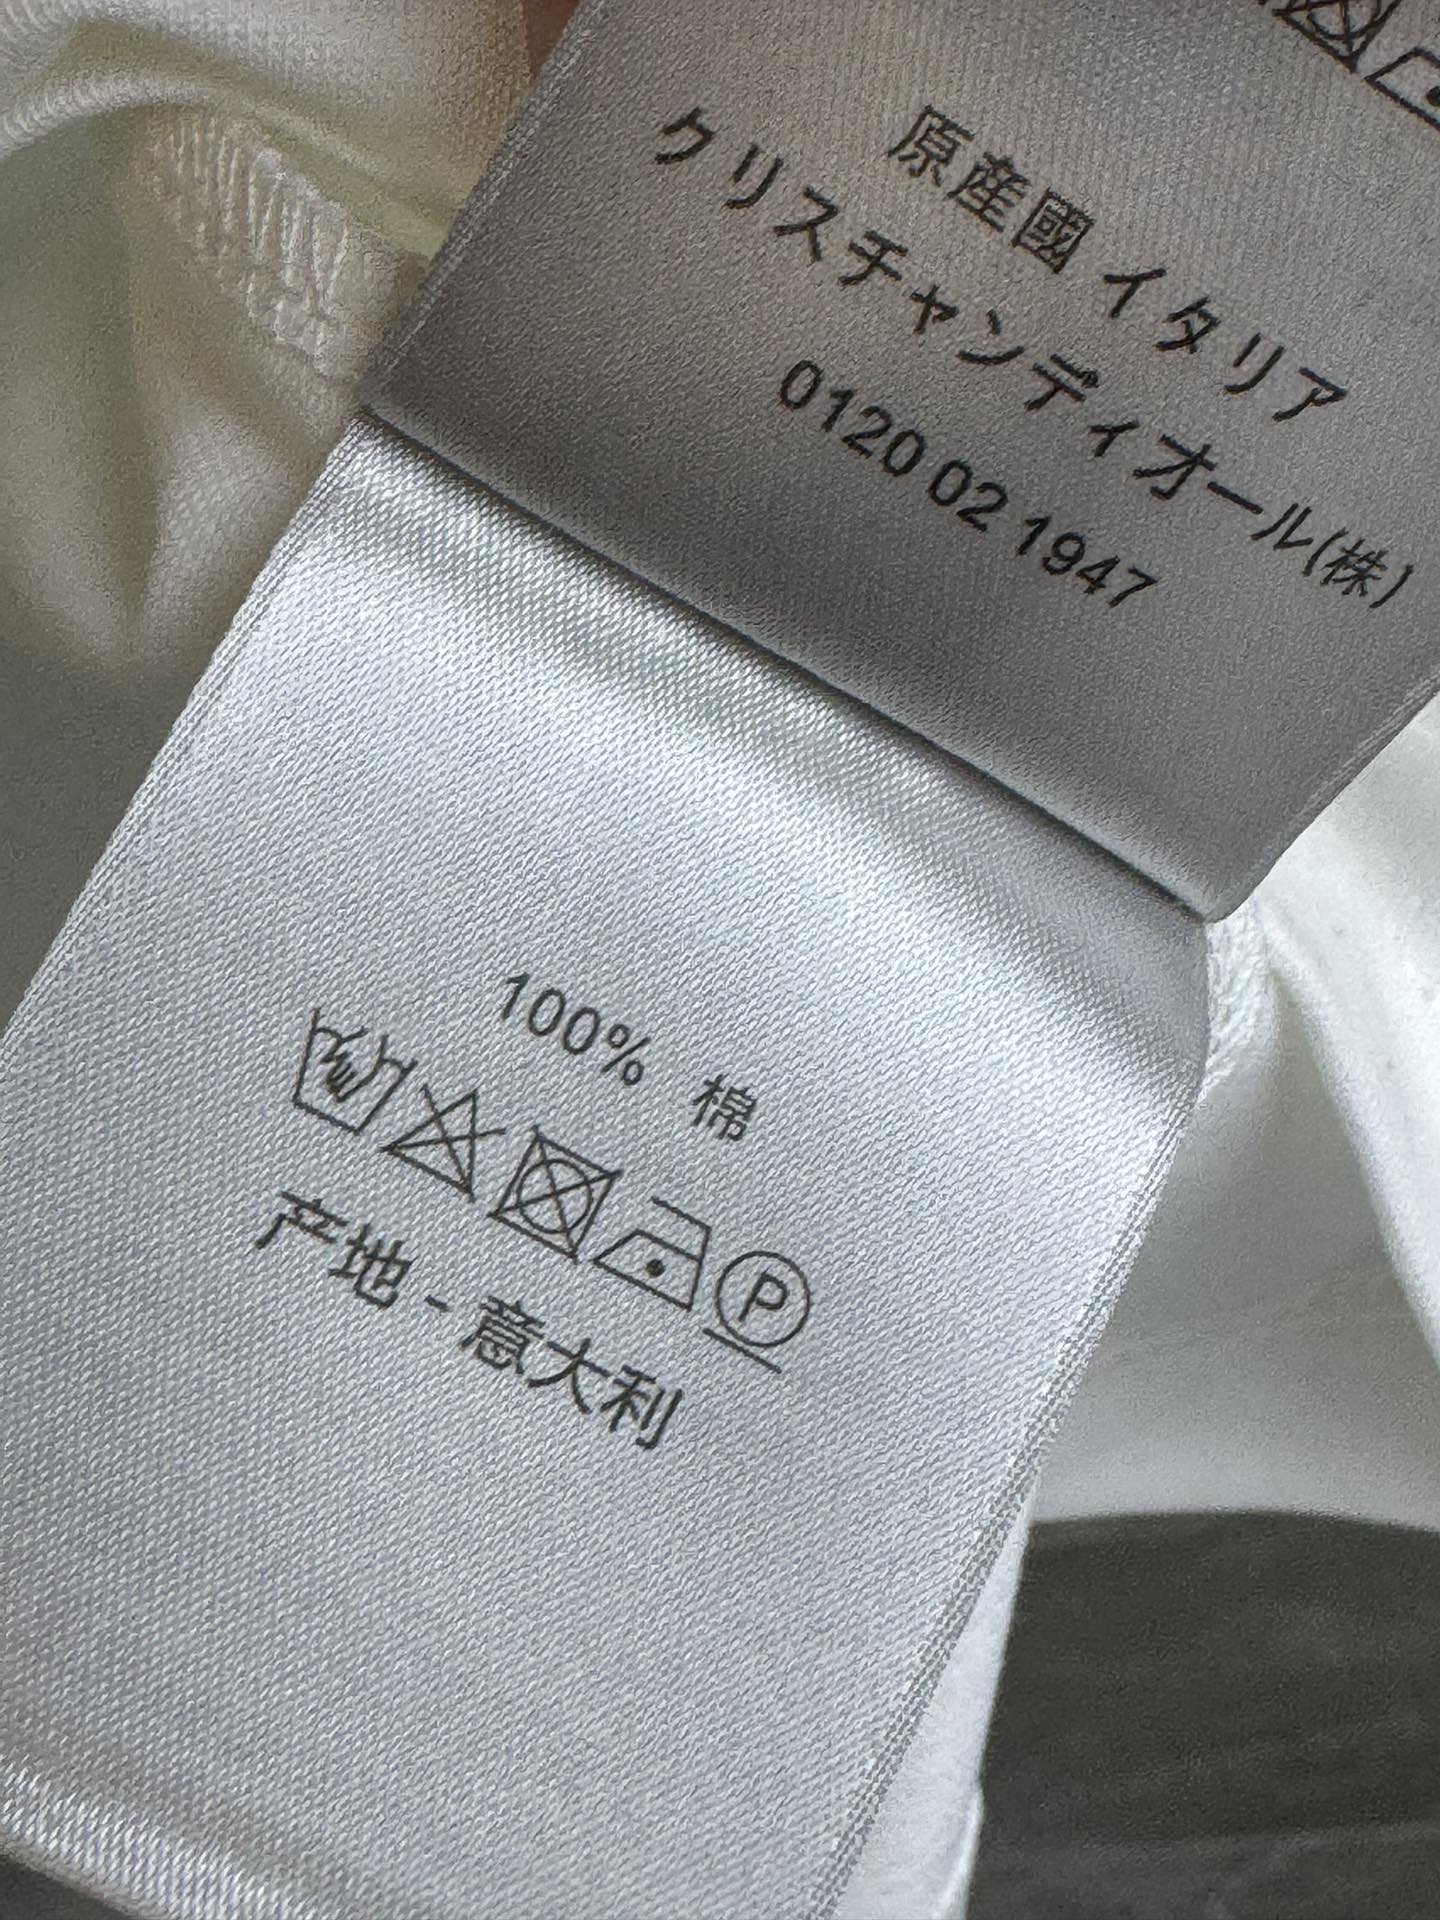 原産國 イタリア
クリスチャンディオール(株)
0120 02 1947
100% 棉
P
产地 - 意大利